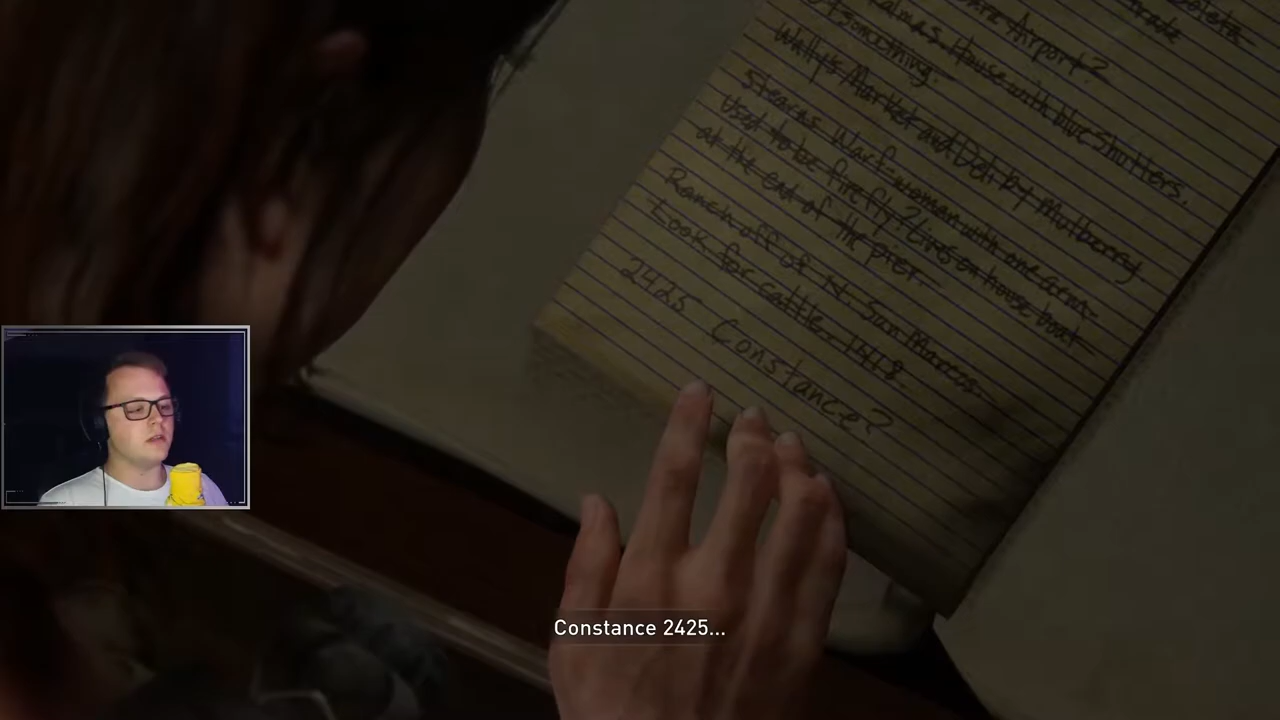 Airport?
House with blue shutters.
Wally's Market and Deli by Mulberry.
Stearns Warf-woman with one arm.
Used to be firefly? Lives on house boat
at the end of the pier.
Ranch off of N. San Marcos.
Look for cattle.
2425 Constance?
Constance 2425...